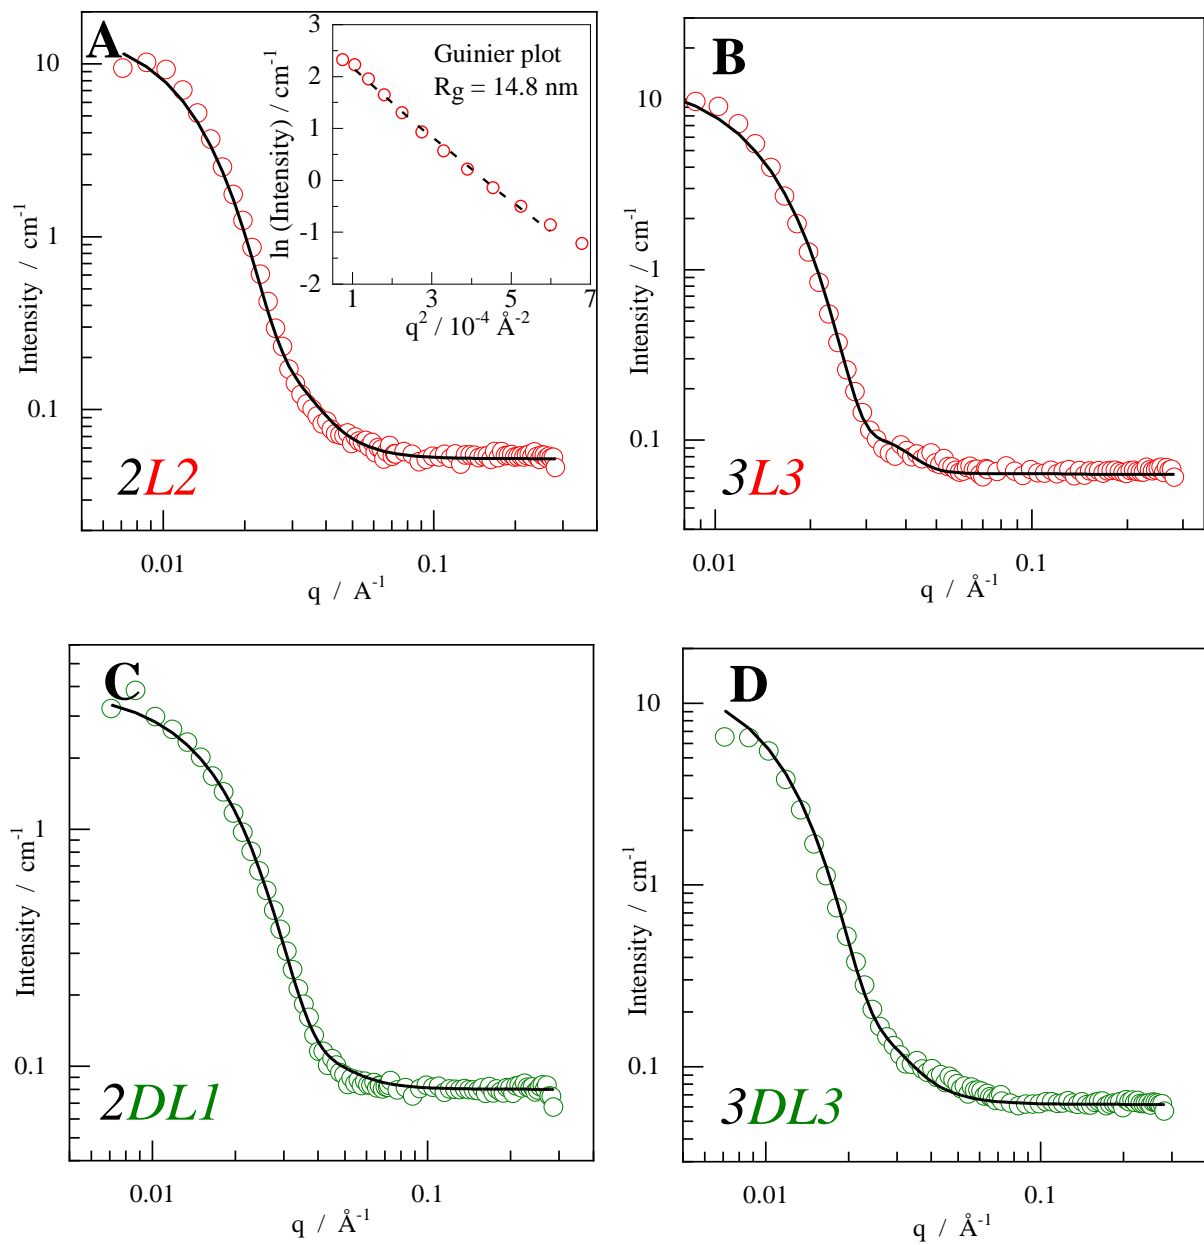 A
10
1
0.1
Intensity / cm-1
2L2
0.01 0.1
q / A-1
3
2
1
0
-1
-2
ln (Intensity) / cm-1
Guinier plot
Rg = 14.8 nm
1 3 5 7
q2 / 10-4 Å-2
B
10
1
0.1
Intensity / cm-1
3L3
0.01 0.1
q / Å-1
C
1
0.1
Intensity / cm-1
2DL1
0.01 0.1
q / Å-1
D
10
1
0.1
Intensity / cm-1
3DL3
0.01 0.1
q / Å-1